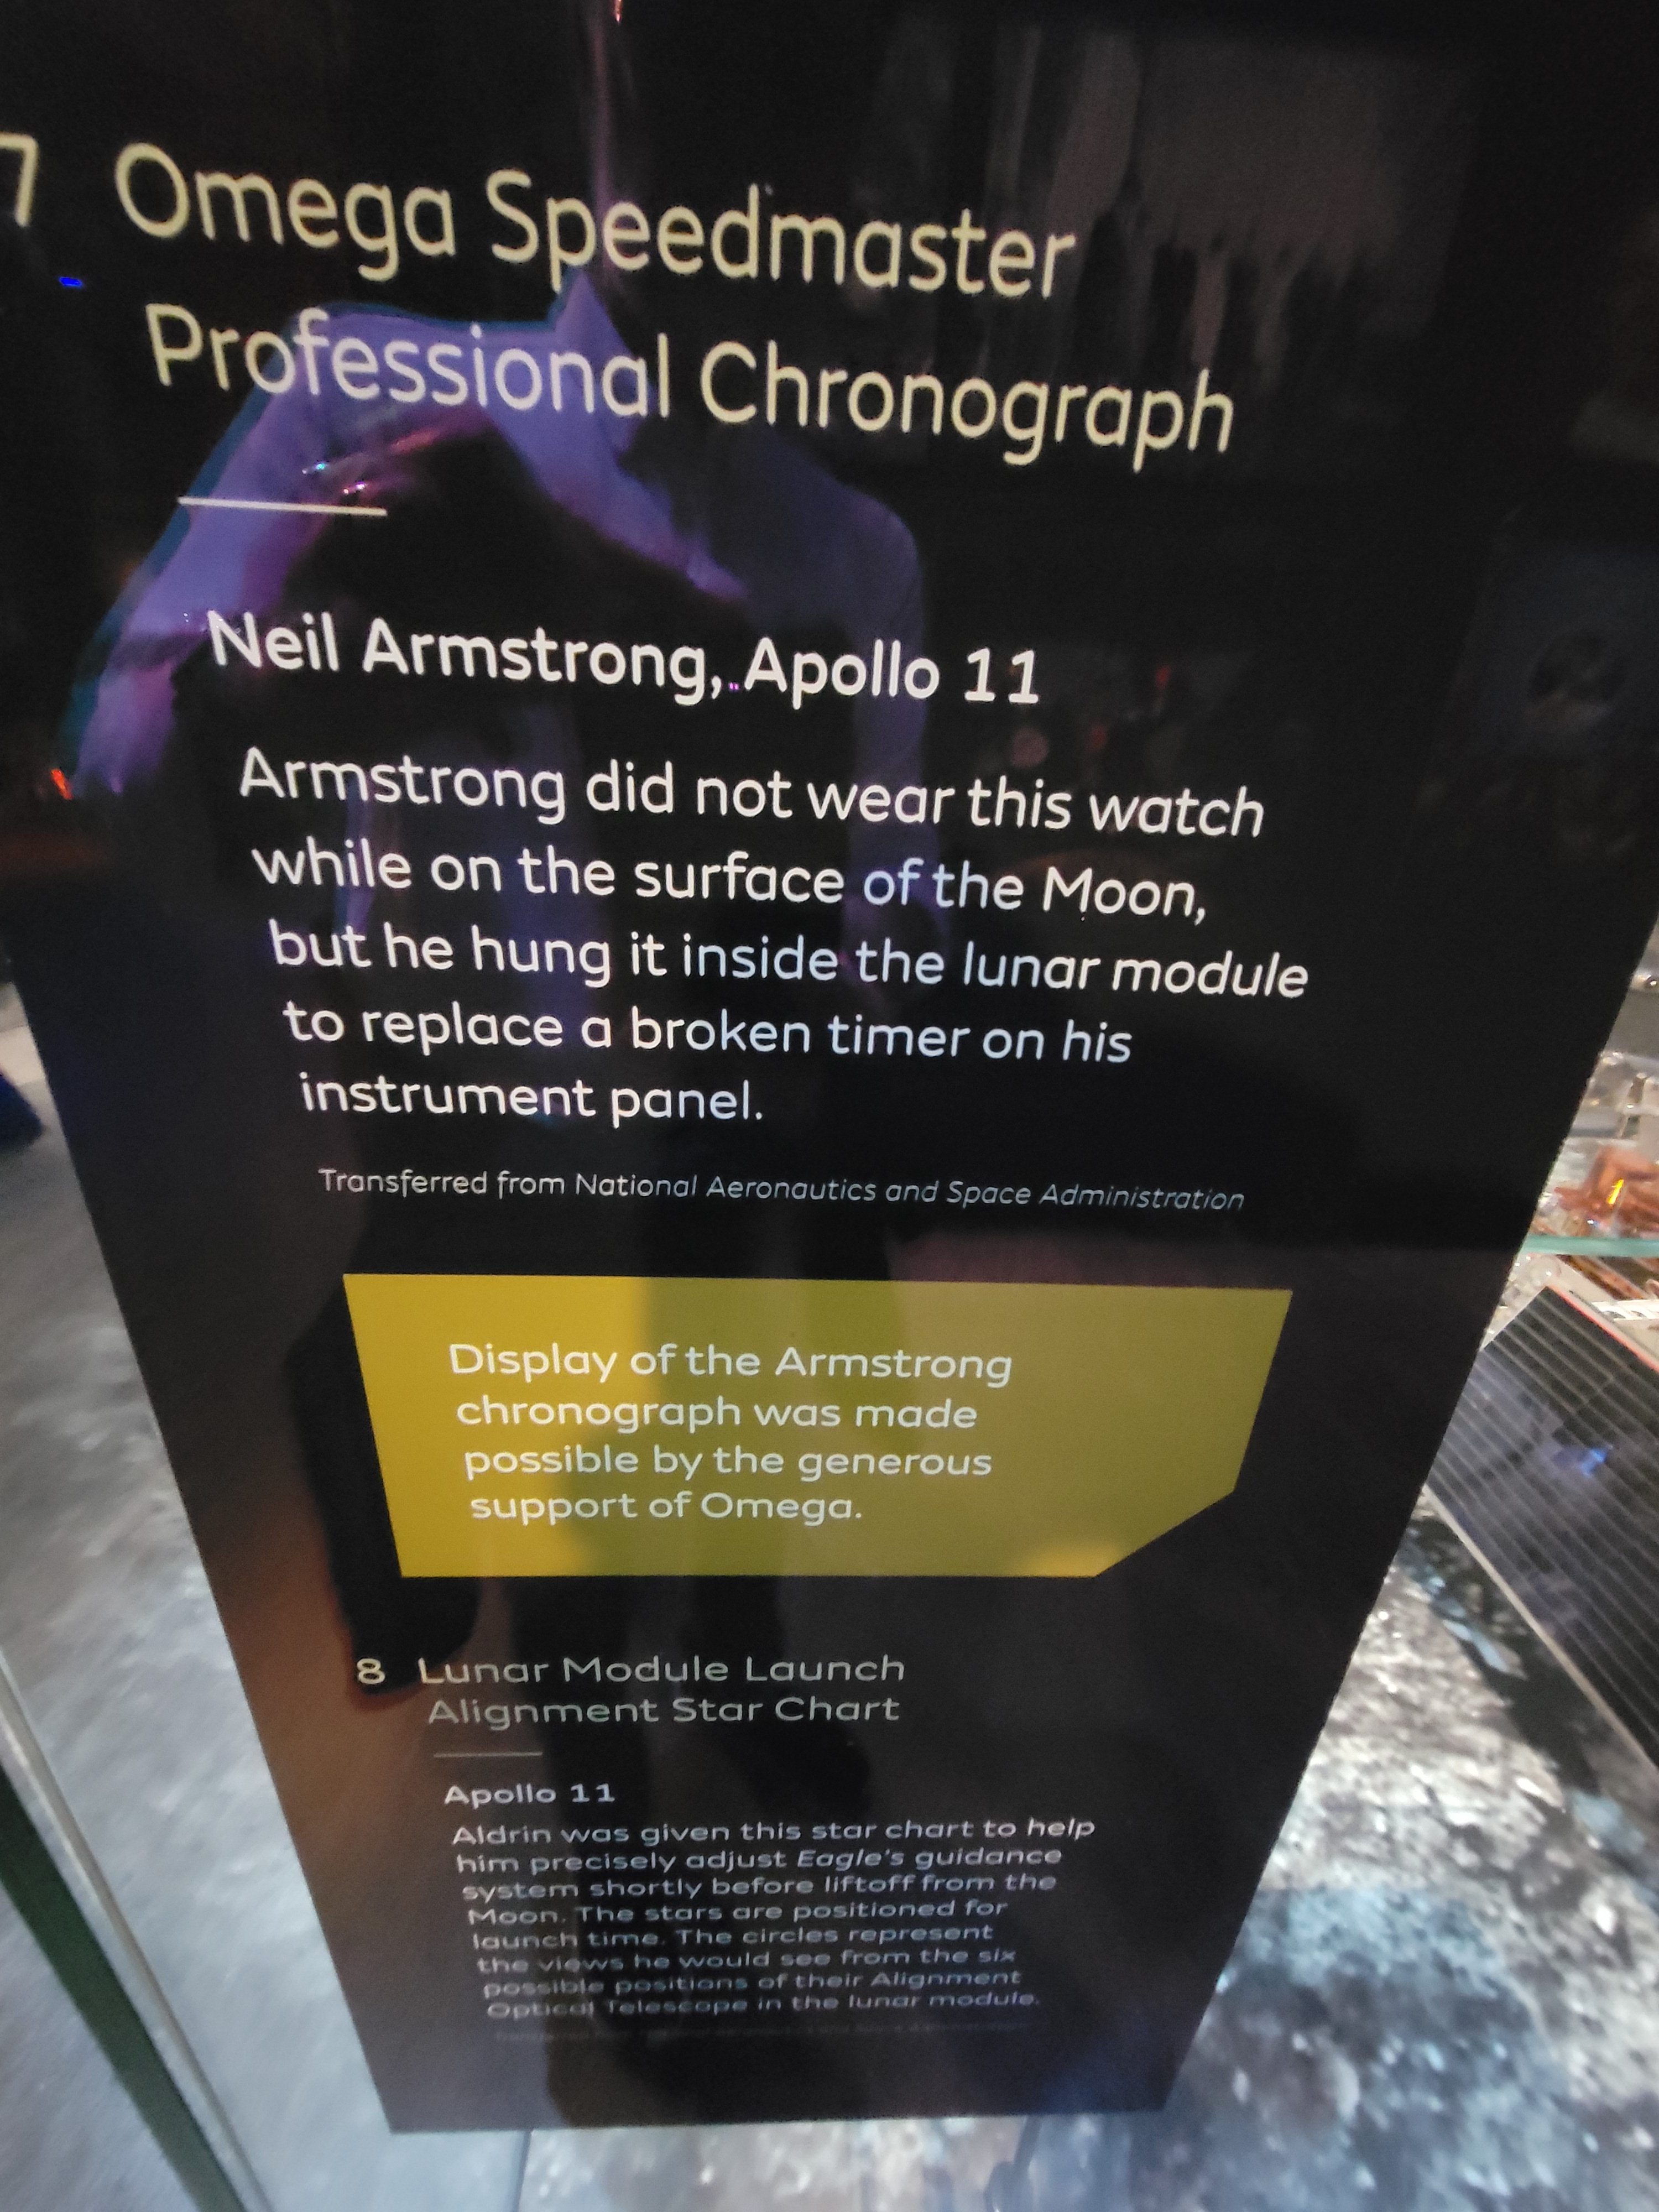 7 Omega Speedmaster
Professional Chronograph
Neil Armstrong, Apollo 11
Armstrong did not wear this watch
while on the surface of the Moon,
but he hung it inside the lunar module
to replace a broken timer on his
instrument panel.
Transferred from National Aeronautics and Space Administration
Display of the Armstrong
chronograph was made
possible by the generous
support of Omega.
8 Lunar Module Launch
Alignment Star Chart
Apollo 11
Aldrin was given this star chart to help
him precisely adjust Eagle's guidance
system shortly before liftoff from the
Moon. The stars are positioned for
launch time. The circles represent
the views he would see from the six
possible positions of their Alignment
Optical Telescope in the lunar module.